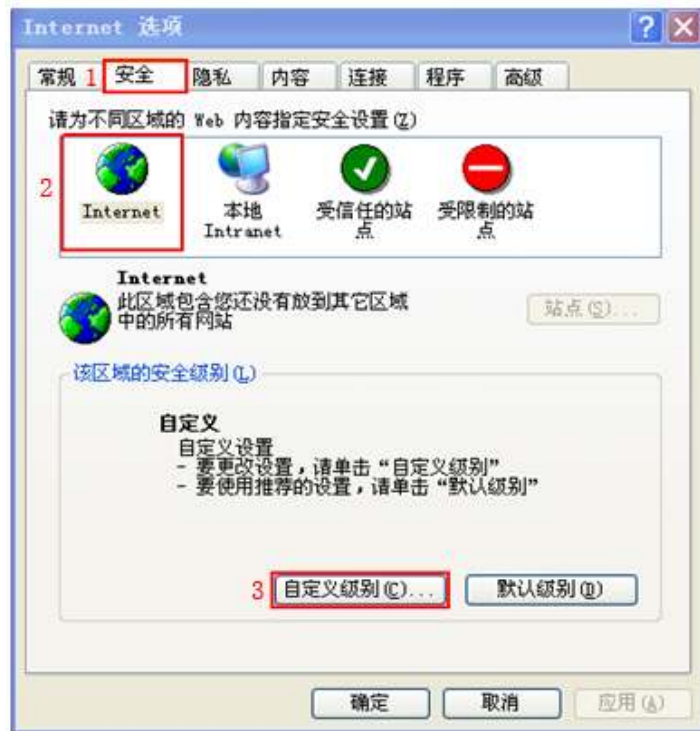 Internet 选项
常规 1 安全 隐私 内容 连接 程序 高级
请为不同区域的 Web 内容指定安全设置(Z)
2
Internet 本地 Intranet 受信任的站点 受限制的站点
Internet
此区域包含您还没有放到其它区域
中的所有网站
站点(S)...
该区域的安全级别(L)
自定义
自定义设置
- 要更改设置，请单击“自定义级别”
- 要使用推荐的设置，请单击“默认级别”
3 自定义级别(C)... 默认级别(D)
确定 取消 应用(A)